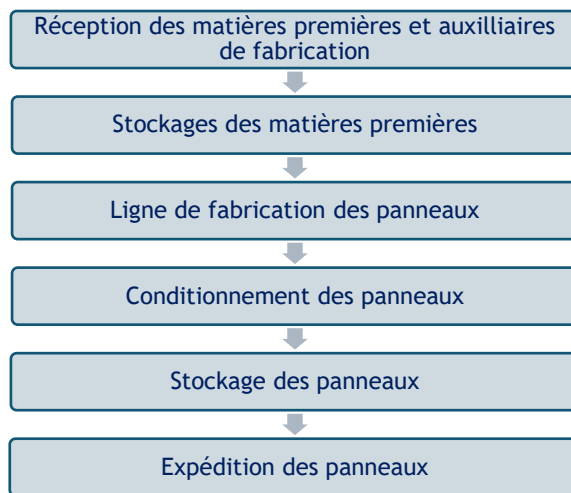 Réception des matières premières et auxilliaires
de fabrication
Stockages des matières premières
Ligne de fabrication des panneaux
Conditionnement des panneaux
Stockage des panneaux
Expédition des panneaux